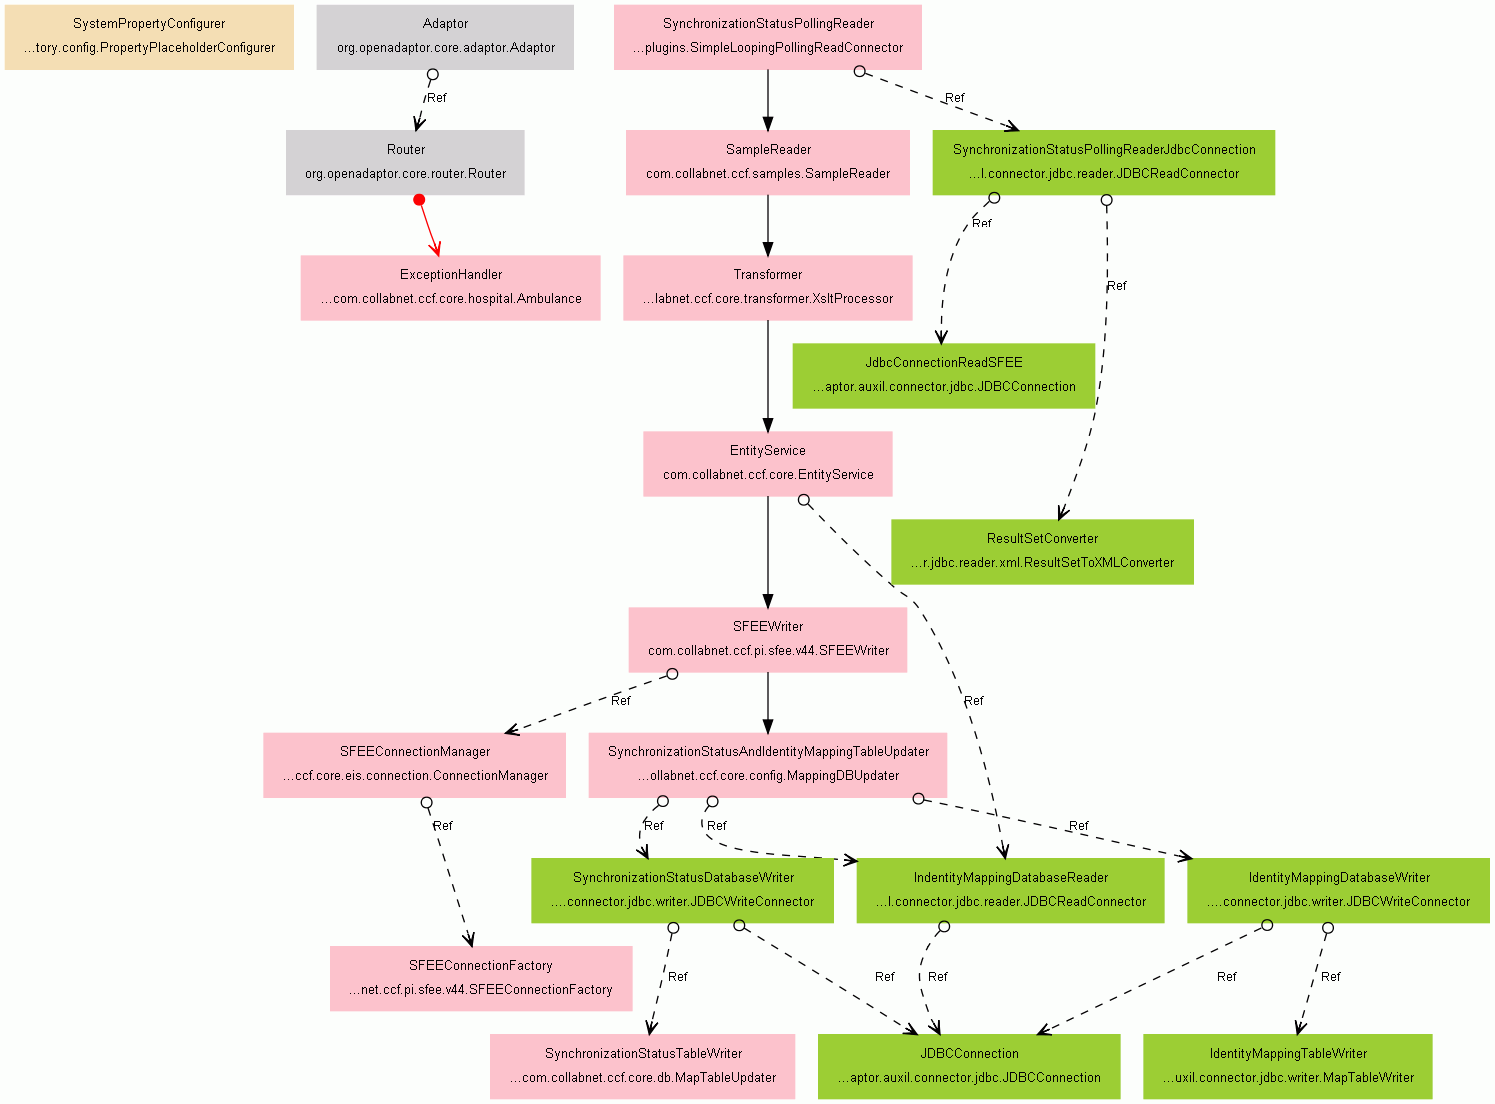 SystemPropertyConfigurer
...tory.config.PropertyPlaceholderConfigurer
Adaptor
org.openadaptor.core.adaptor.Adaptor
SynchronizationStatusPollingReader
...plugins.SimpleLoopingPollingReadConnector
Ref
Ref
Router
org.openadaptor.core.router.Router
SampleReader
com.collabnet.ccf.samples.SampleReader
SynchronizationStatusPollingReaderJdbcConnection
...l.connector.jdbc.reader.JDBCReadConnector
Ref
Ref
ExceptionHandler
...com.collabnet.ccf.core.hospital.Ambulance
Transformer
...labnet.ccf.core.transformer.XsltProcessor
JdbcConnectionReadSFEE
...aptor.auxil.connector.jdbc.JDBCConnection
EntityService
com.collabnet.ccf.core.EntityService
ResultSetConverter
...r.jdbc.reader.xml.ResultSetToXMLConverter
SFEEWriter
com.collabnet.ccf.pi.sfee.v44.SFEEWriter
Ref
Ref
SFEEConnectionManager
...ccf.core.eis.connection.ConnectionManager
SynchronizationStatusAndIdentityMappingTableUpdater
...ollabnet.ccf.core.config.MappingDBUpdater
Ref
Ref
Ref
Ref
SynchronizationStatusDatabaseWriter
....connector.jdbc.writer.JDBCWriteConnector
IndentityMappingDatabaseReader
...l.connector.jdbc.reader.JDBCReadConnector
IdentityMappingDatabaseWriter
....connector.jdbc.writer.JDBCWriteConnector
SFEEConnectionFactory
...net.ccf.pi.sfee.v44.SFEEConnectionFactory
Ref
Ref
Ref
Ref
Ref
SynchronizationStatusTableWriter
...com.collabnet.ccf.core.db.MapTableUpdater
JDBCConnection
...aptor.auxil.connector.jdbc.JDBCConnection
IdentityMappingTableWriter
...uxil.connector.jdbc.writer.MapTableWriter